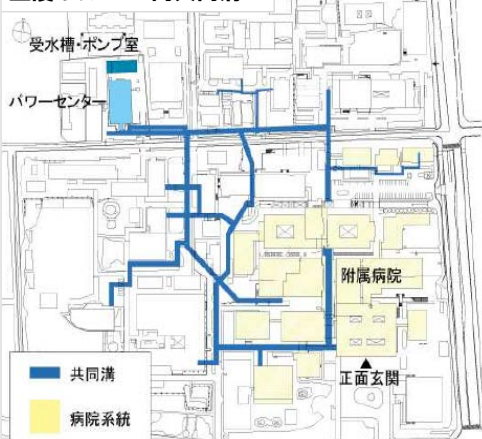 受水槽・ポンプ室
パワーセンター
附属病院
正面玄関
共同溝
病院系統